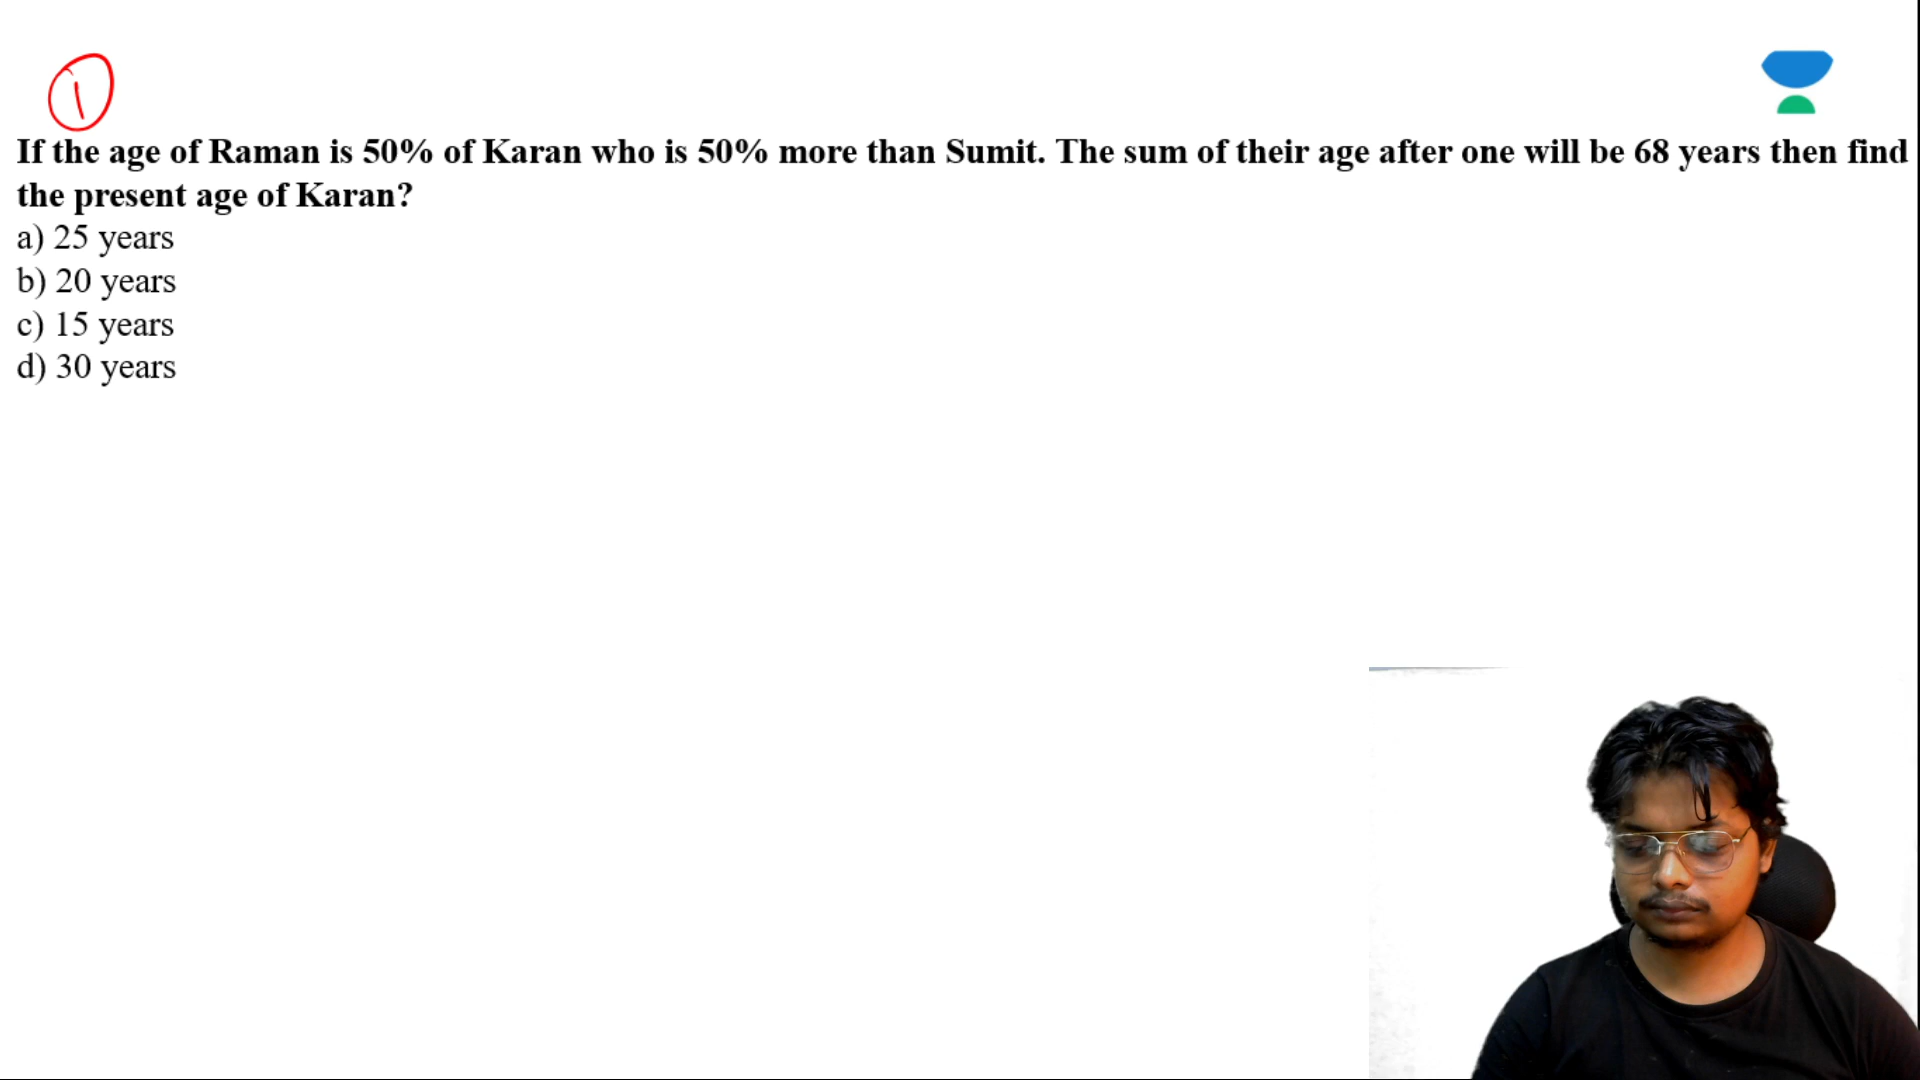 1
If the age of Raman is 50% of Karan who is 50% more than Sumit. The sum of their age after one will be 68 years then find
the present age of Karan?
a) 25 years
b) 20 years
c) 15 years
d) 30 years